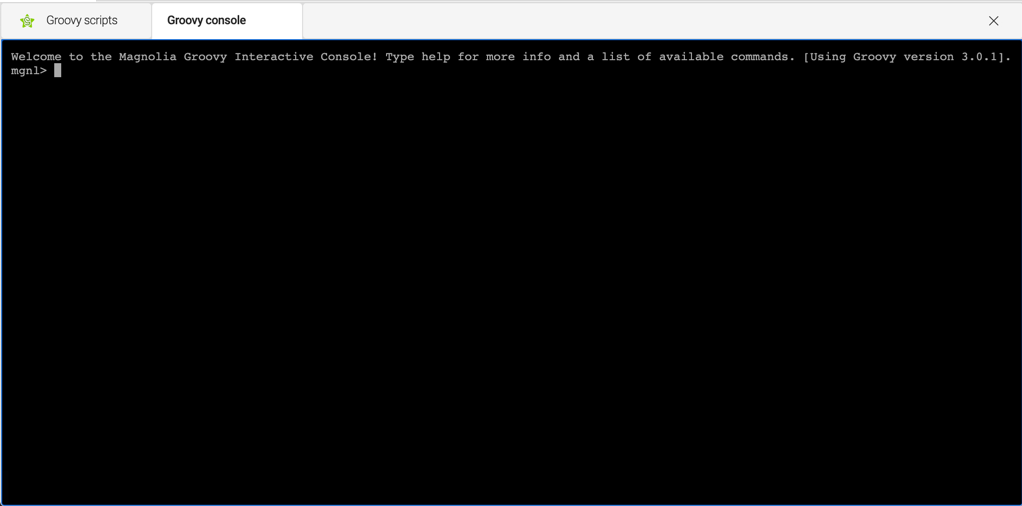 Groovy scripts
Groovy console
Welcome to the Magnolia Groovy Interactive Console! Type help for more info and a list of available commands. [Using Groovy version 3.0.1].
mgnl>